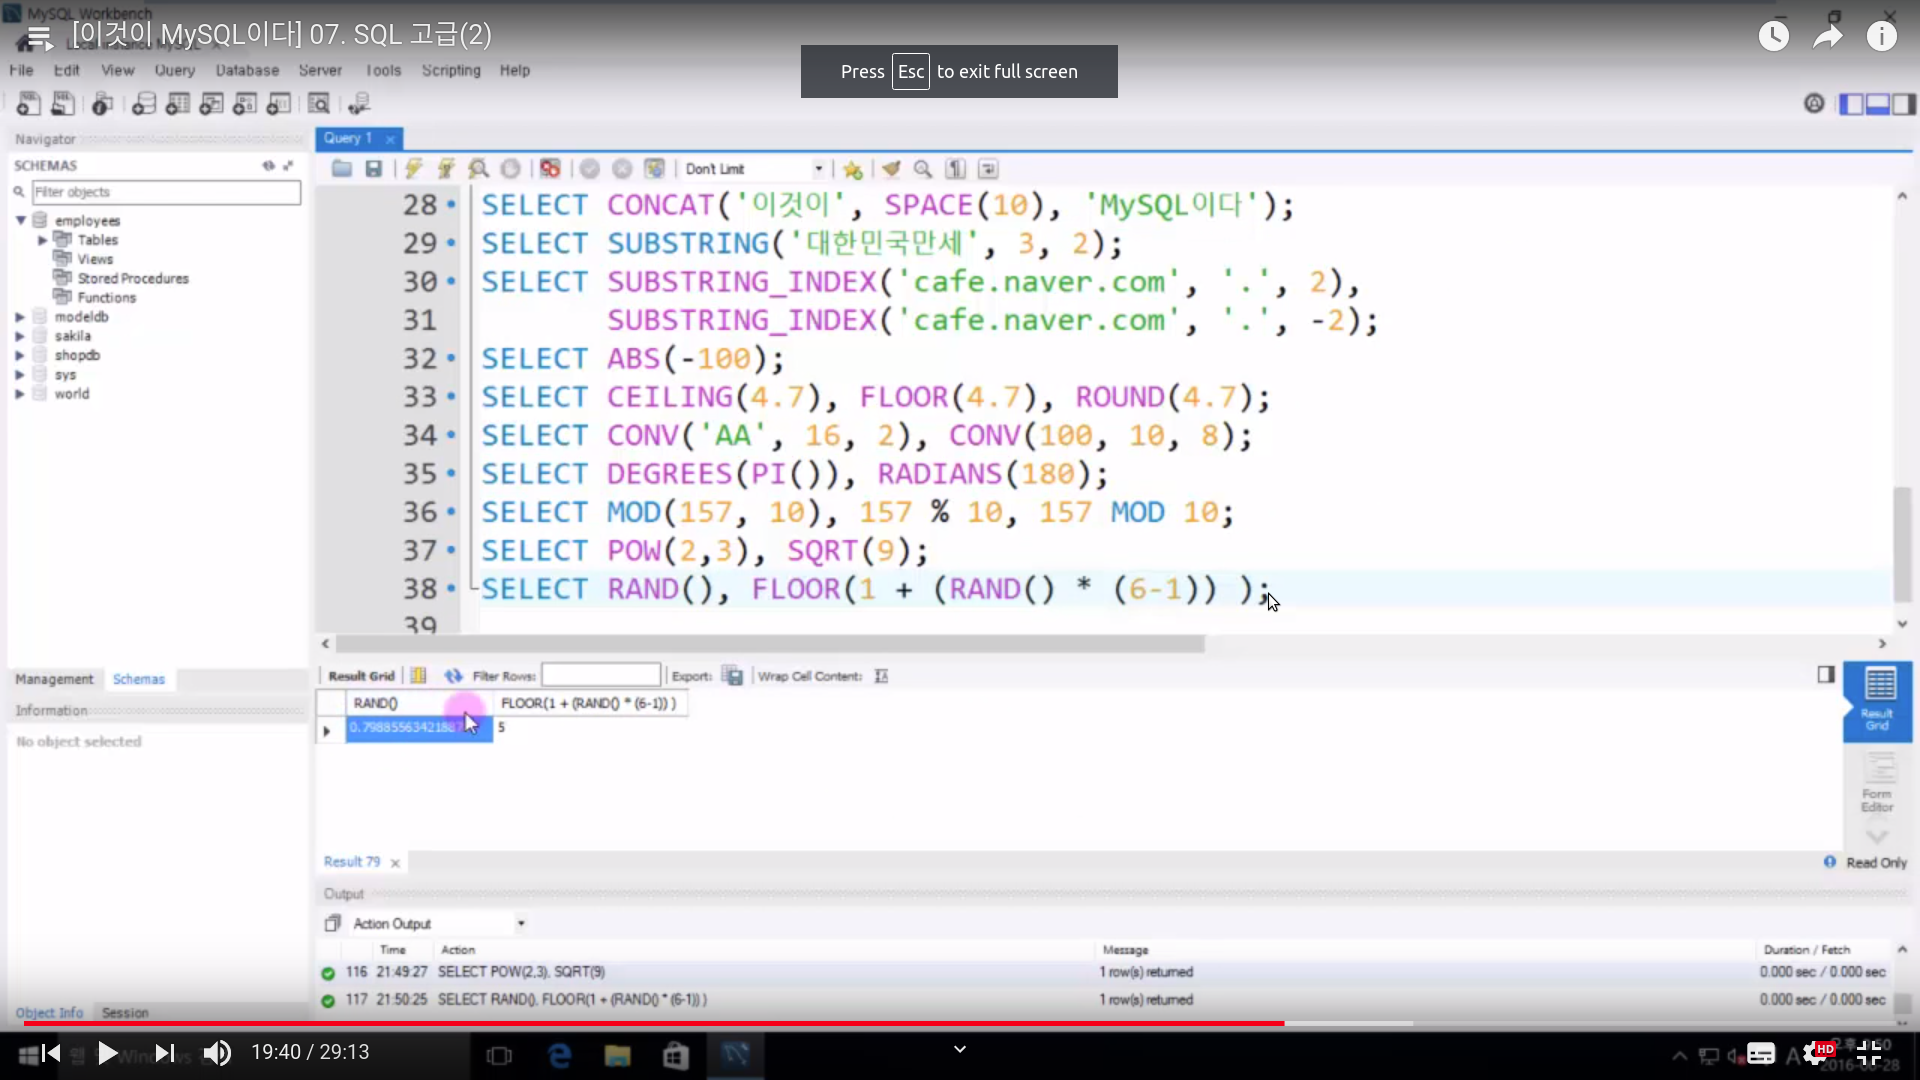 MySQL Workbench
[이것이 MySQL이다] 07. SQL 고급(2)
Press Esc to exit full screen
File Edit View Query Database Server Tools Scripting Help
Navigator
SCHEMAS
Filter objects
employees
Tables
Views
Stored Procedures
Functions
modeldb
sakila
shopdb
sys
world
Management Schemas
Information
No object selected
Object Info Session
Query 1
Don't Limit
28 SELECT CONCAT('이것이', SPACE(10), 'MySQL이다');
29 SELECT SUBSTRING('대한민국만세', 3, 2);
30 SELECT SUBSTRING_INDEX('cafe.naver.com', '.', 2),
31 SUBSTRING_INDEX('cafe.naver.com', '.', -2);
32 SELECT ABS(-100);
33 SELECT CEILING(4.7), FLOOR(4.7), ROUND(4.7);
34 SELECT CONV('AA', 16, 2), CONV(100, 10, 8);
35 SELECT DEGREES(PI()), RADIANS(180);
36 SELECT MOD(157, 10), 157 % 10, 157 MOD 10;
37 SELECT POW(2,3), SQRT(9);
38 SELECT RAND(), FLOOR(1 + (RAND() * (6-1)) );
39
Result Grid Filter Rows: Export: Wrap Cell Content:
RAND() FLOOR(1 + (RAND() * (6-1)) )
5
Result Grid
Form Editor
Result 79
Read Only
Output
Action Output
Time Action Message Duration / Fetch
116 21:49:27 SELECT POW(2,3), SQRT(9) 1 row(s) returned 0.000 sec / 0.000 sec
117 21:50:25 SELECT RAND(), FLOOR(1 + (RAND() * (6-1)) ) 1 row(s) returned 0.000 sec / 0.000 sec
19:40 / 29:13
HD